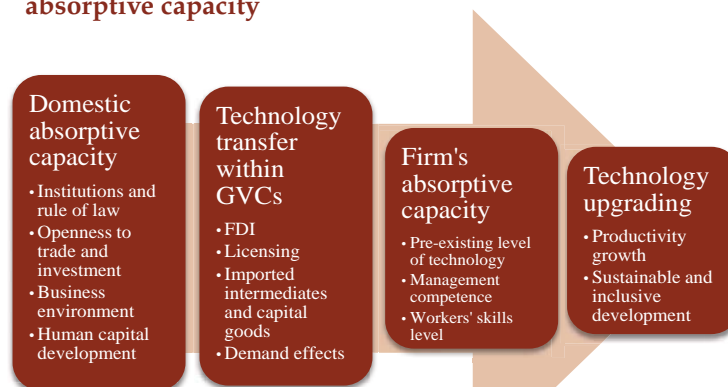 absorptive capacity
Domestic
absorptive
capacity
• Institutions and
rule of law
• Openness to
trade and
investment
• Business
environment
• Human capital
development
Technology
transfer
within
GVCs
• FDI
• Licensing
• Imported
intermediates
and capital
goods
• Demand effects
Firm's
absorptive
capacity
• Pre-existing level
of technology
• Management
competence
• Workers' skills
level
Technology
upgrading
• Productivity
growth
• Sustainable and
inclusive
development